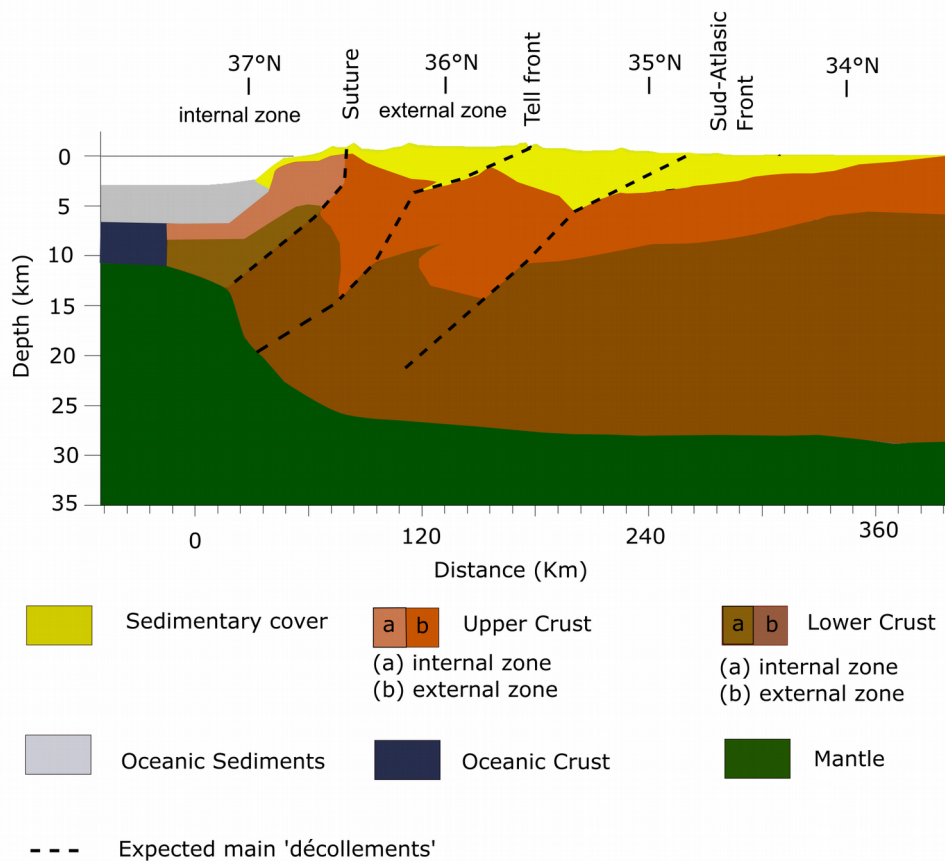 37°N
36°N
35°N
34°N
internal zone
Suture
external zone
Tell front
Sud-Atlasic
Front
0
5
10
15
20
25
30
35
Depth (km)
0
120
240
360
Distance (Km)
Sedimentary cover
a b Upper Crust
(a) internal zone
(b) external zone
a b Lower Crust
(a) internal zone
(b) external zone
Oceanic Sediments
Oceanic Crust
Mantle
Expected main 'décollements'